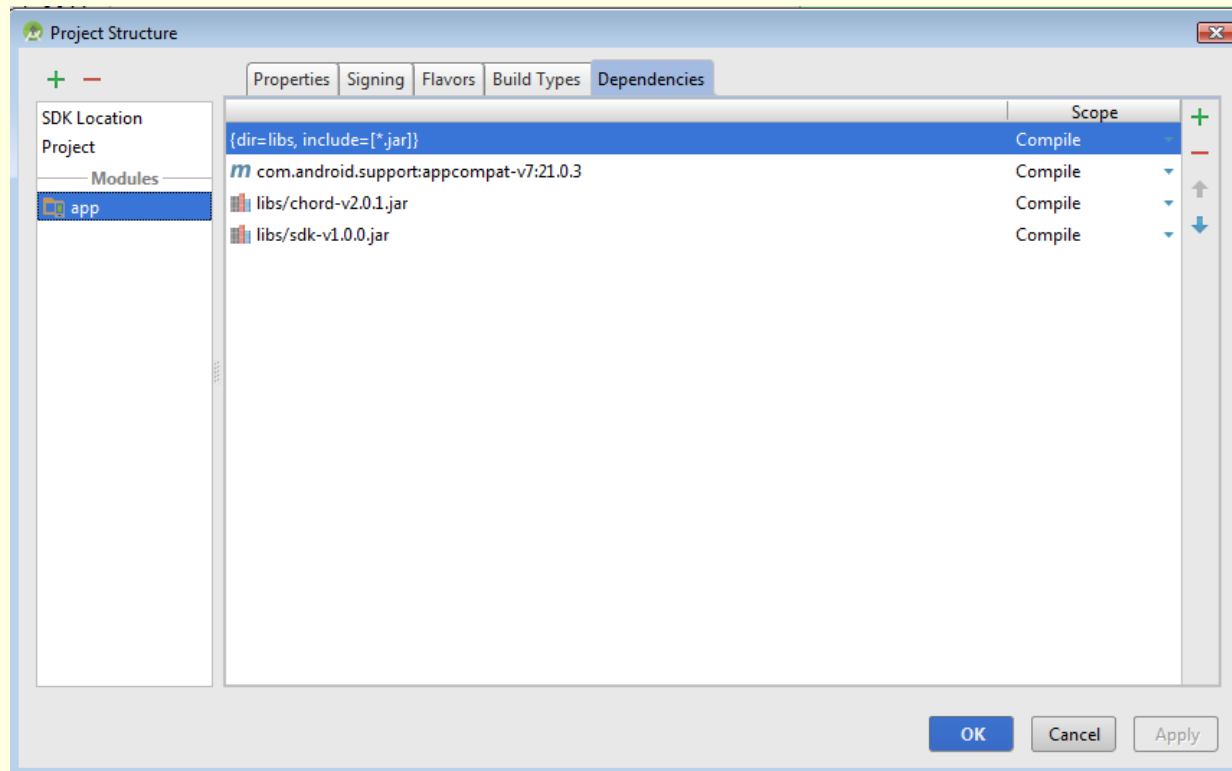 Project Structure
Properties Signing Flavors Build Types Dependencies
SDK Location
Project
Modules
app
Scope
{dir=libs, include=[*.jar]} Compile
m com.android.support:appcompat-v7:21.0.3 Compile
libs/chord-v2.0.1.jar Compile
libs/sdk-v1.0.0.jar Compile
OK Cancel Apply